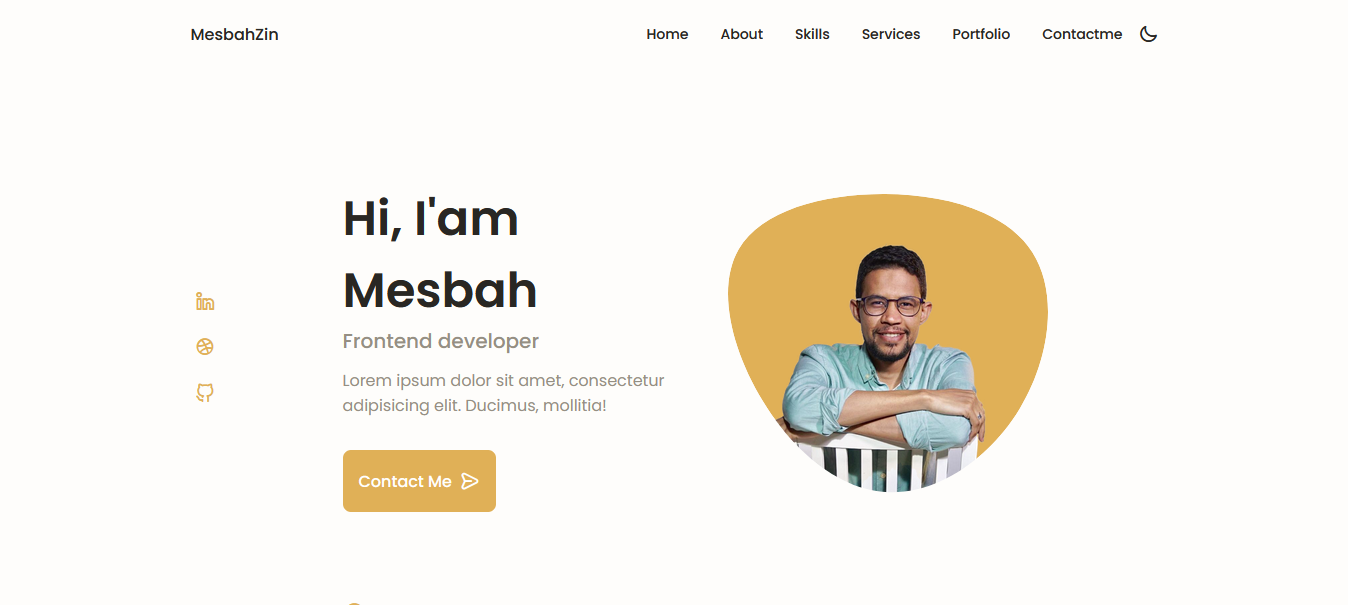 MesbahZin
Home About Skills Services Portfolio Contactme
Hi, I'am
Mesbah
Frontend developer
Lorem ipsum dolor sit amet, consectetur
adipisicing elit. Ducimus, mollitia!
Contact Me